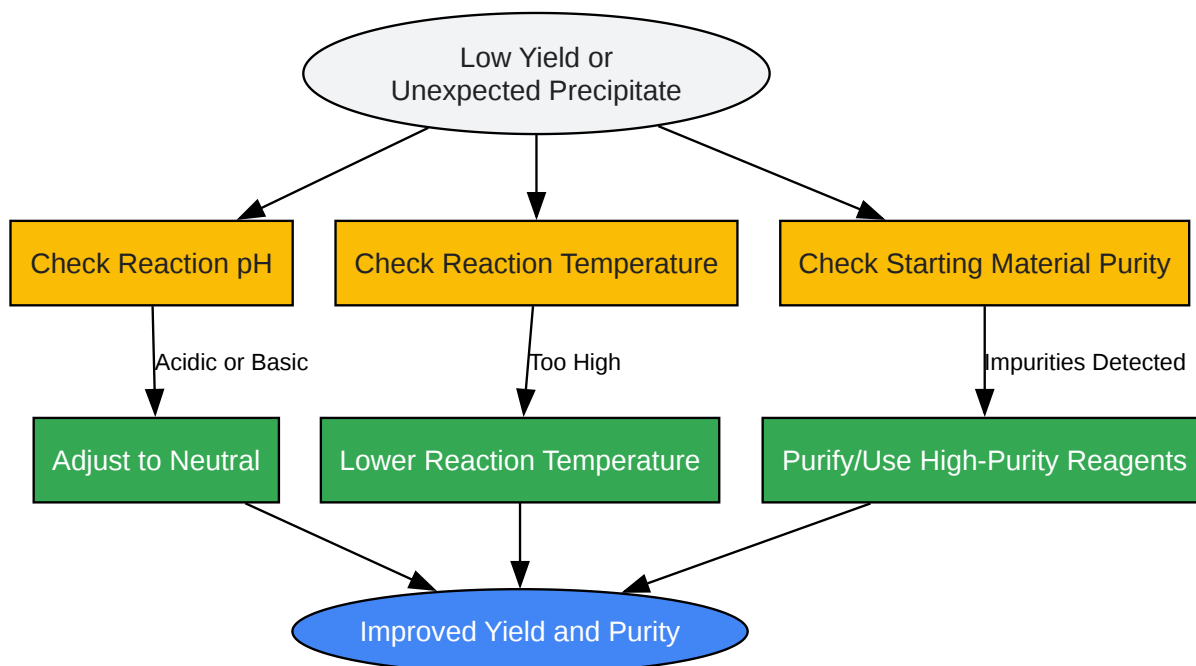 Low Yield or
Unexpected Precipitate
Check Reaction pH
Check Reaction Temperature
Check Starting Material Purity
Acidic or Basic
Too High
Impurities Detected
Adjust to Neutral
Lower Reaction Temperature
Purify/Use High-Purity Reagents
Improved Yield and Purity